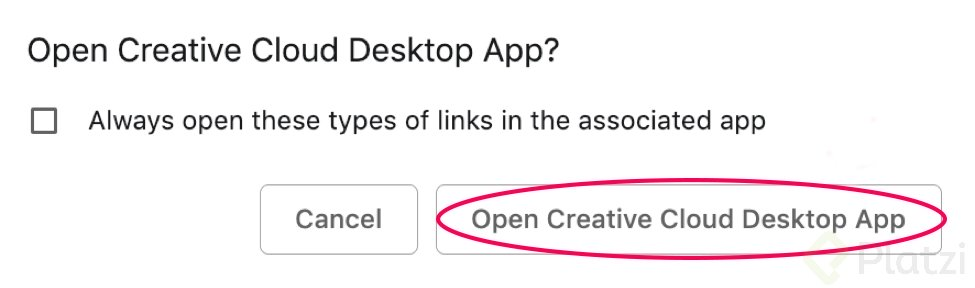 Open Creative Cloud Desktop App?
Always open these types of links in the associated app
Cancel
Open Creative Cloud Desktop App
Platzi